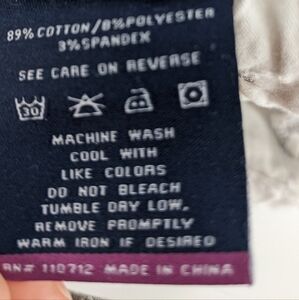 89% COTTON/8% POLYESTER
3% SPANDEX
SEE CARE ON REVERSE
30
MACHINE WASH
COOL WITH
LIKE COLORS
DO NOT BLEACH
TUMBLE DRY LOW,
REMOVE PROMPTLY
WARM IRON IF DESIRED
RN# 110712 MADE IN CHINA